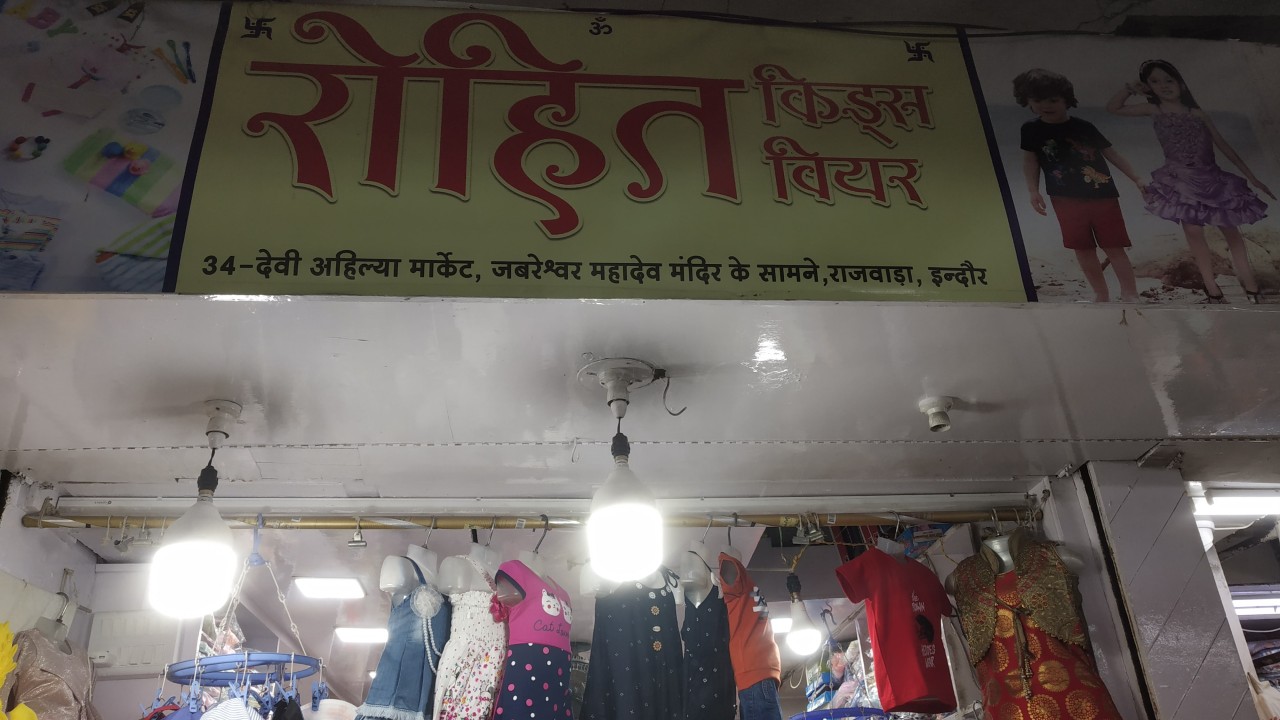 ॐ
रोहित
किड्स
वियर
34-देवी अहिल्या मार्केट, जबरेश्वर महादेव मंदिर के सामने,राजवाड़ा, इन्दौर